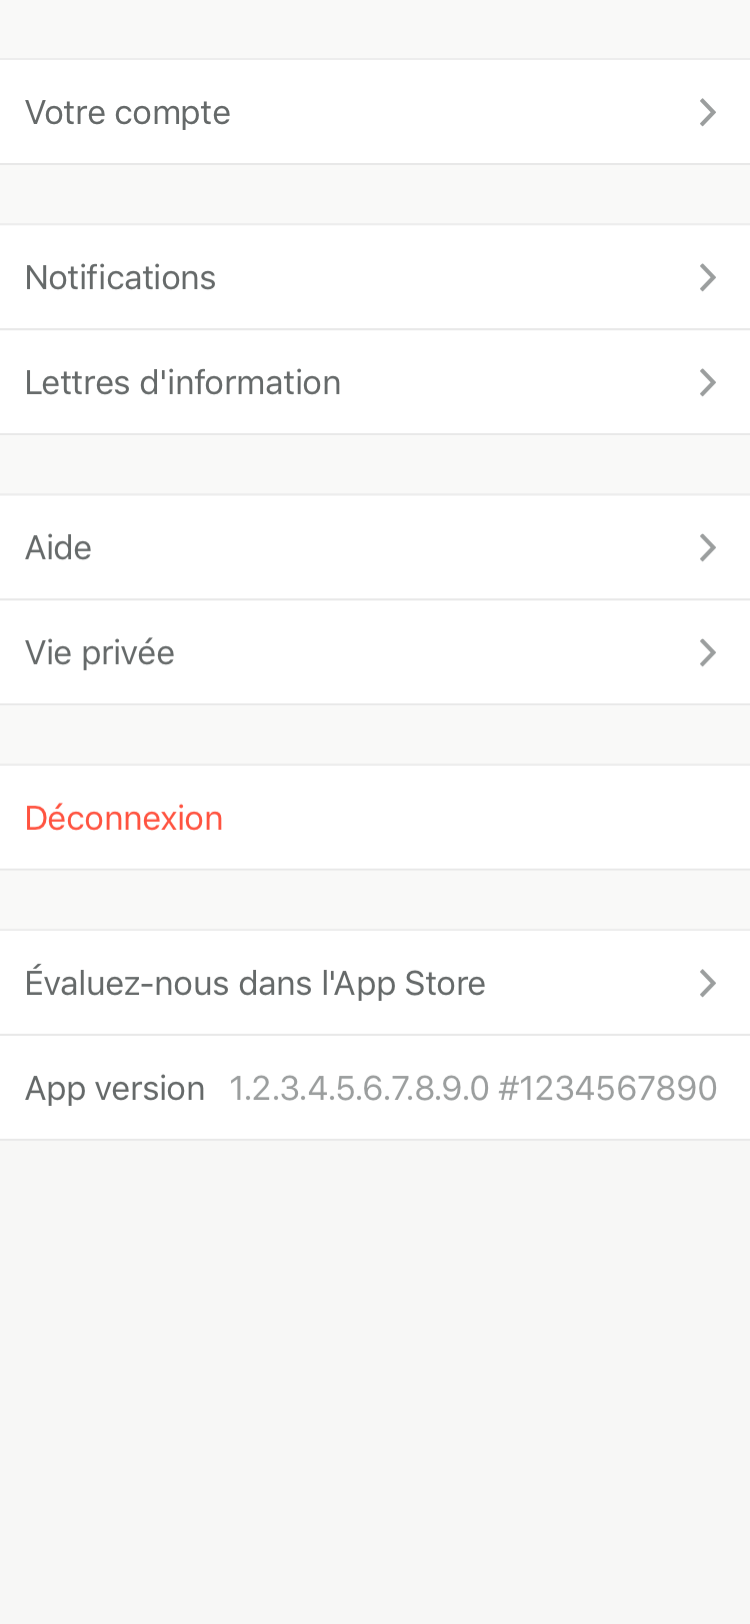 Votre compte
Notifications
Lettres d'information
Aide
Vie privée
Déconnexion
Évaluez-nous dans l'App Store
App version 1.2.3.4.5.6.7.8.9.0 #1234567890